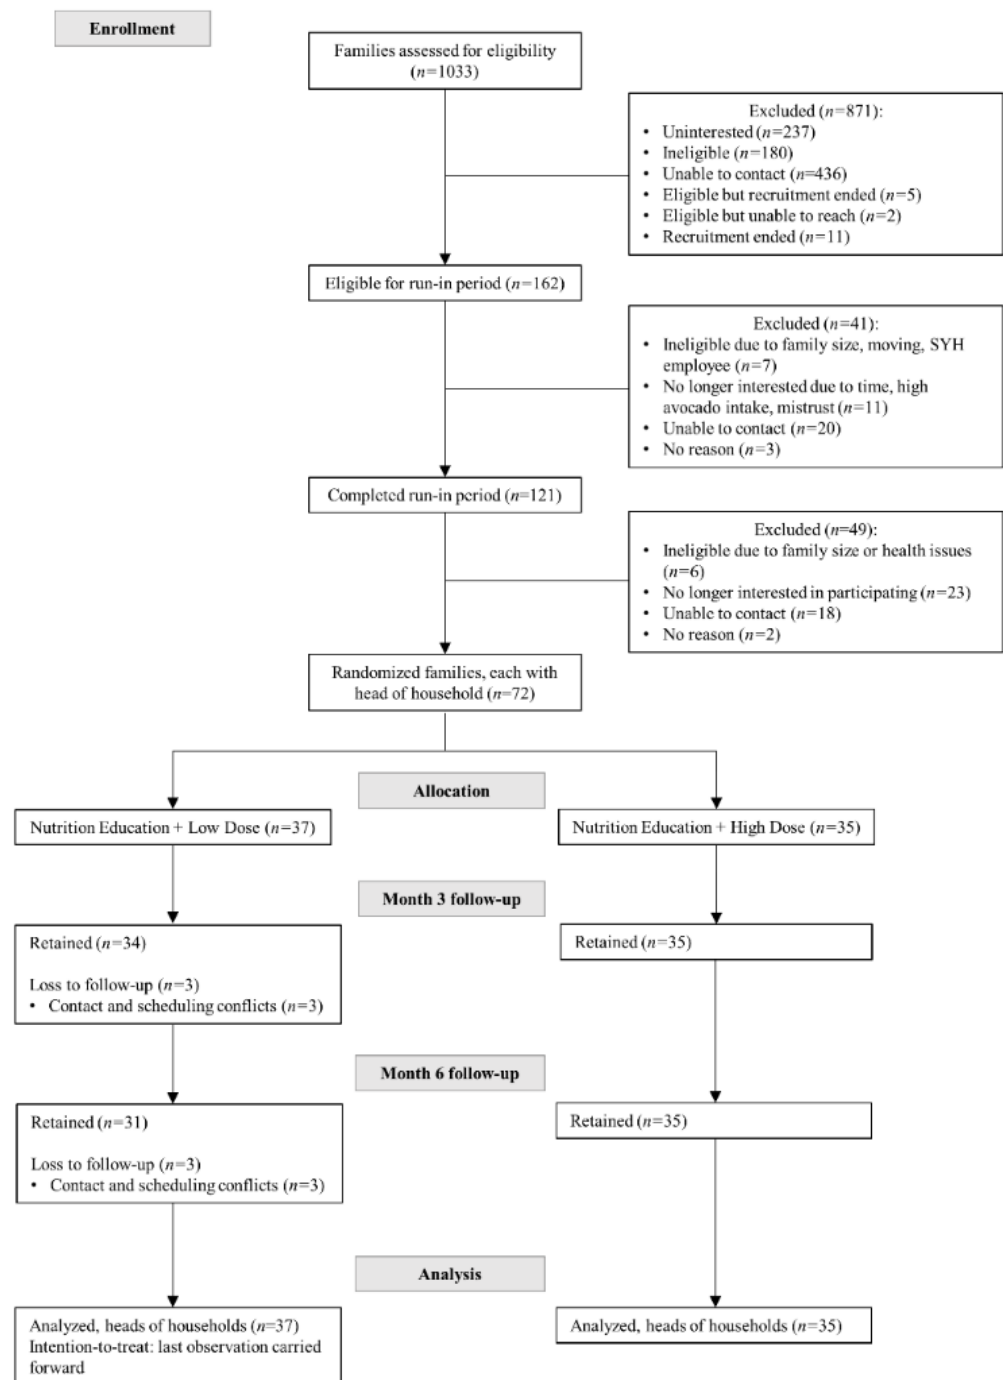 Enrollment
Families assessed for eligibility
(n=1033)
Excluded (n=871):
• Uninterested (n=237)
• Ineligible (n=180)
• Unable to contact (n=436)
• Eligible but recruitment ended (n=5)
• Eligible but unable to reach (n=2)
• Recruitment ended (n=11)
Eligible for run-in period (n=162)
Excluded (n=41):
• Ineligible due to family size, moving, SYH
employee (n=7)
• No longer interested due to time, high
avocado intake, mistrust (n=11)
• Unable to contact (n=20)
• No reason (n=3)
Completed run-in period (n=121)
Excluded (n=49):
• Ineligible due to family size or health issues
(n=6)
• No longer interested in participating (n=23)
• Unable to contact (n=18)
• No reason (n=2)
Randomized families, each with
head of household (n=72)
Allocation
Nutrition Education + Low Dose (n=37)
Nutrition Education + High Dose (n=35)
Month 3 follow-up
Retained (n=34)
Loss to follow-up (n=3)
• Contact and scheduling conflicts (n=3)
Retained (n=35)
Month 6 follow-up
Retained (n=31)
Loss to follow-up (n=3)
• Contact and scheduling conflicts (n=3)
Retained (n=35)
Analysis
Analyzed, heads of households (n=37)
Intention-to-treat: last observation carried
forward
Analyzed, heads of households (n=35)